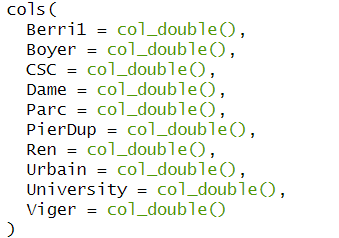 cols(
  Berri1 = col_double(),
  Boyer = col_double(),
  CSC = col_double(),
  Dame = col_double(),
  Parc = col_double(),
  PierDup = col_double(),
  Ren = col_double(),
  Urbain = col_double(),
  University = col_double(),
  Viger = col_double()
)